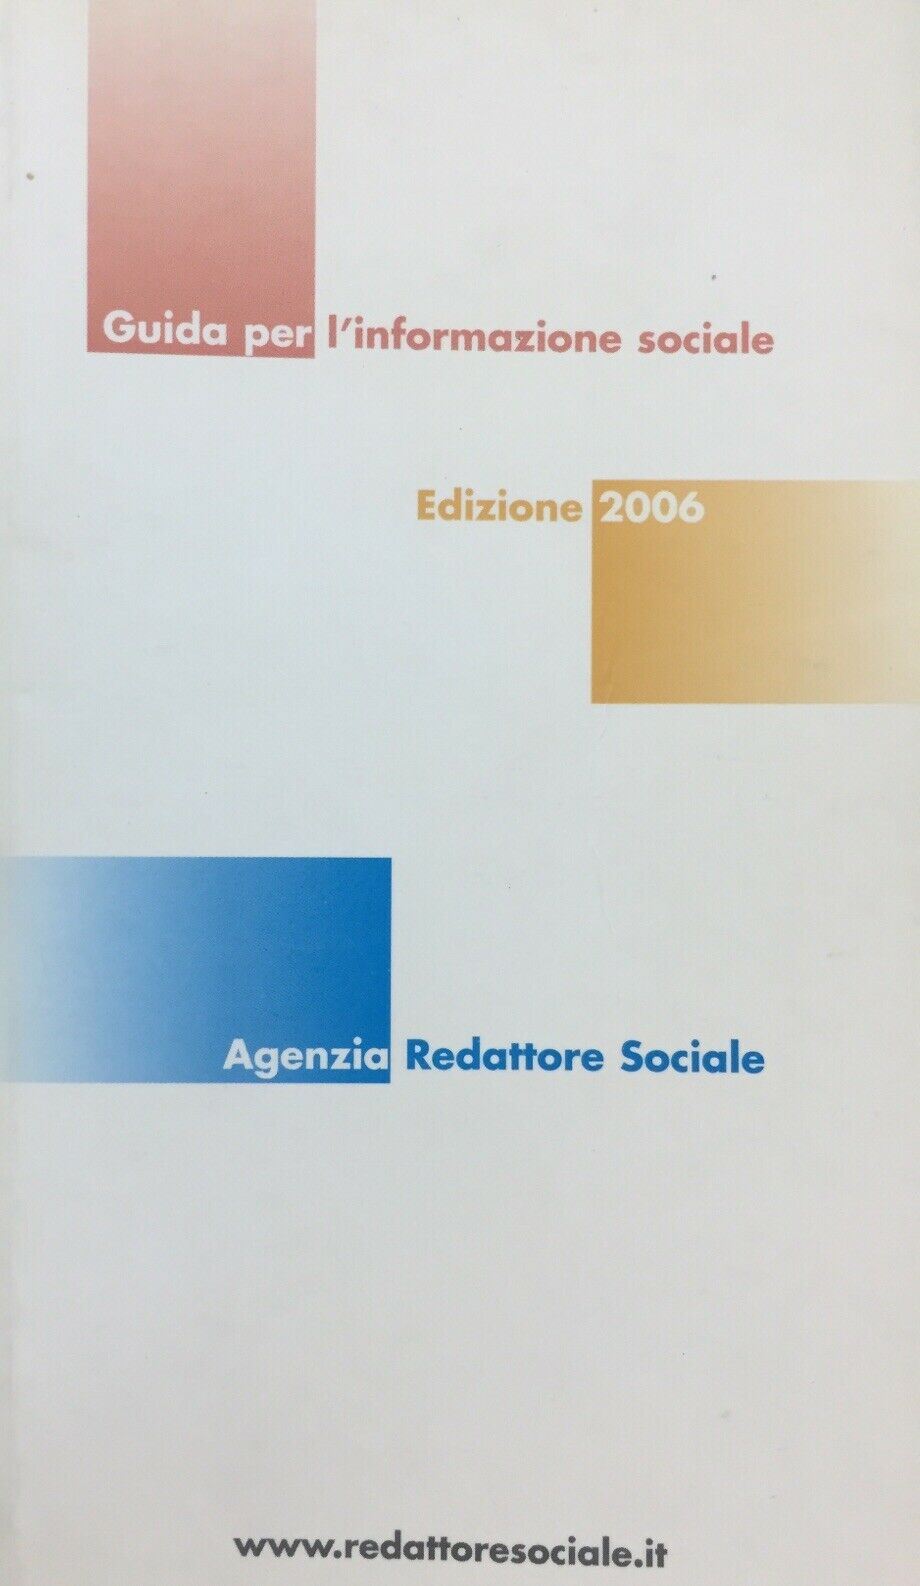 Guida per l'informazione sociale
Edizione 2006
Agenzia Redattore Sociale
www.redattoresociale.it